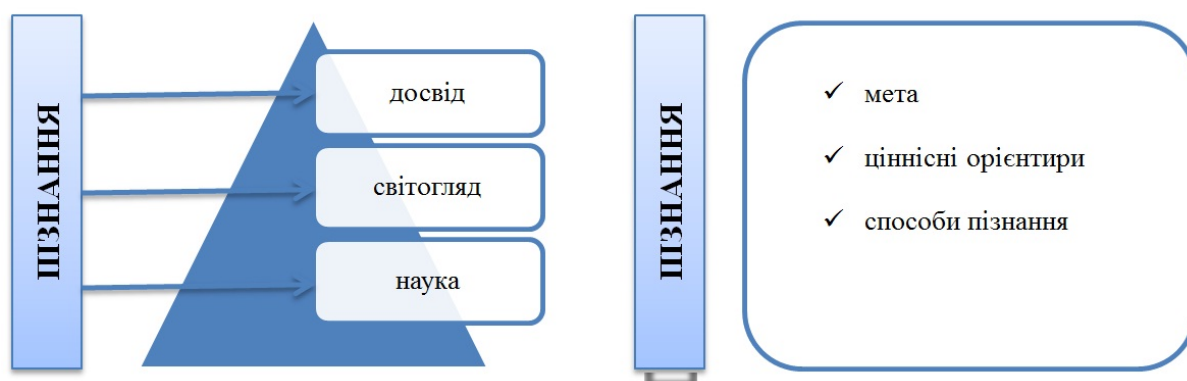 ПІЗНАННЯ
досвід
світогляд
наука
ПІЗНАННЯ
мета
ціннісні орієнтири
способи пізнання